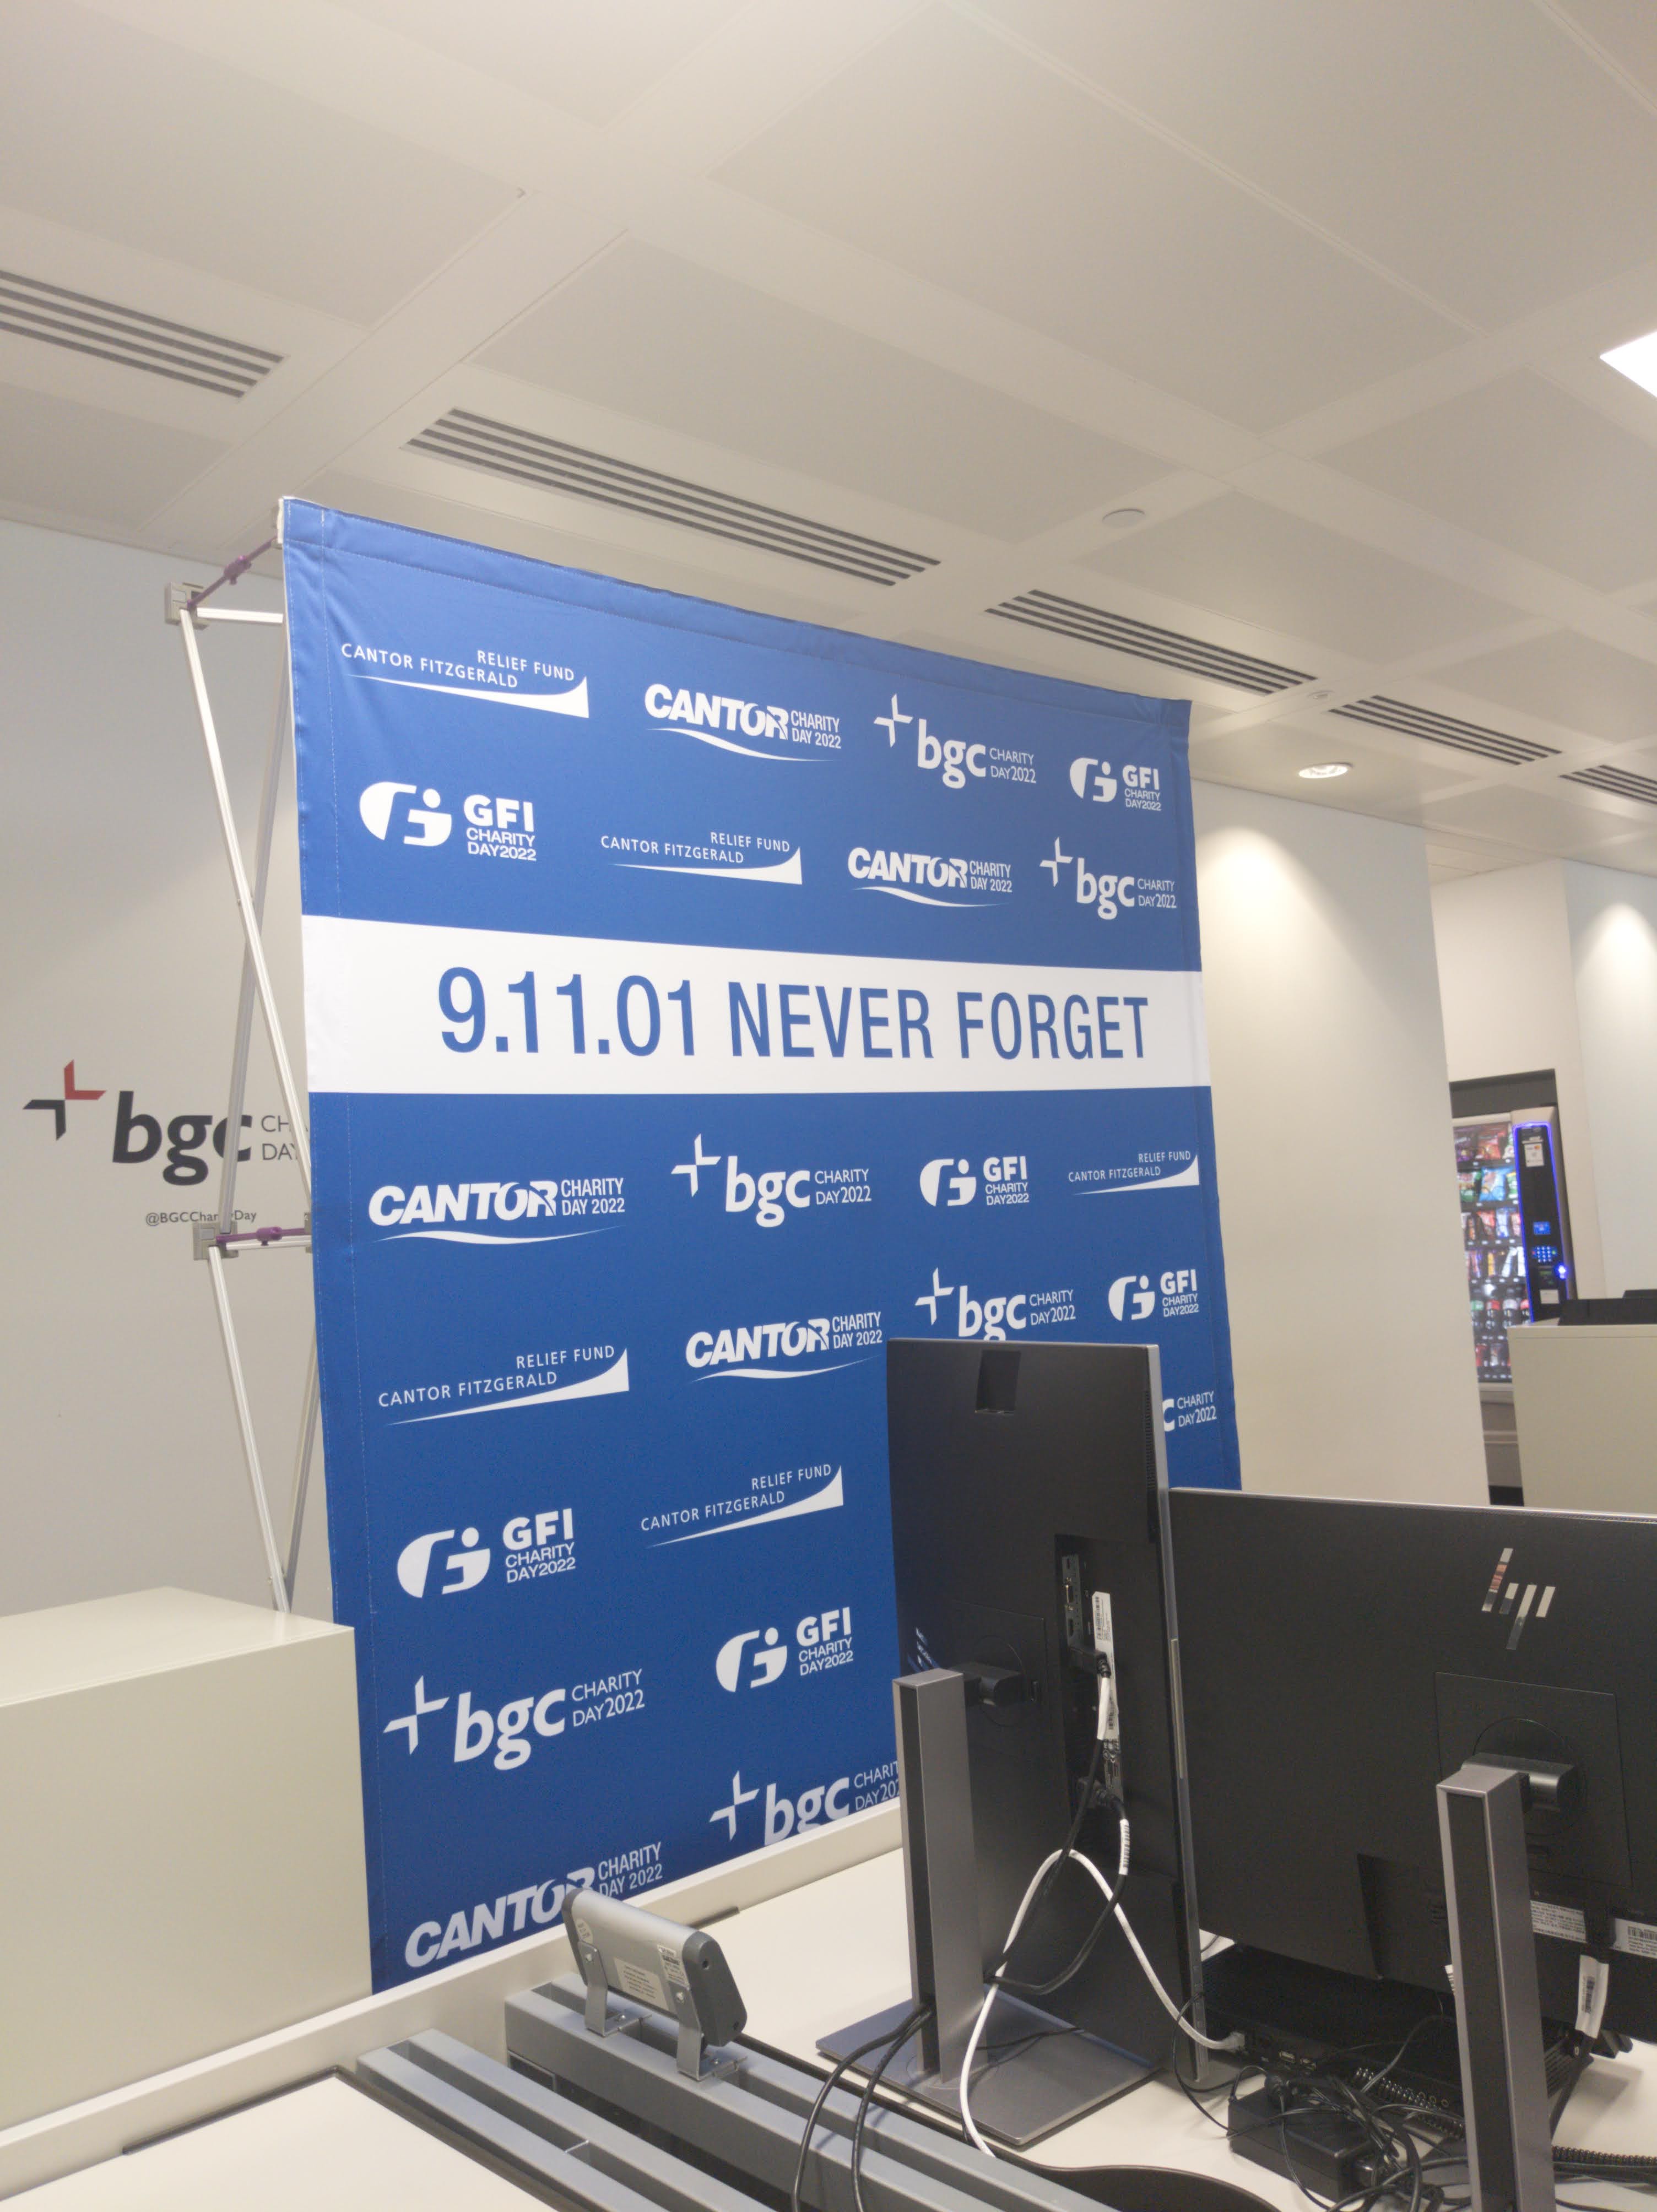 RELIEF FUND
CANTOR FITZGERALD
CANTOR CHARITY
DAY 2022
bgc CHARITY
DAY2022
GFI
CHARITY
DAY2022
GFI
CHARITY
DAY2022
RELIEF FUND
CANTOR FITZGERALD
CANTOR CHARITY
DAY 2022
bgc CHARITY
DAY2022
9.11.01 NEVER FORGET
bgc
@BGCCharityDay
CANTOR CHARITY
DAY 2022
bgc CHARITY
DAY2022
GFI
CHARITY
DAY2022
RELIEF FUND
CANTOR FITZGERALD
RELIEF FUND
CANTOR FITZGERALD
CANTOR CHARITY
DAY 2022
bgc CHARITY
DAY2022
GFI
CHARITY
DAY2022
C CHARITY
DAY2022
GFI
CHARITY
DAY2022
RELIEF FUND
CANTOR FITZGERALD
bgc CHARITY
DAY2022
GFI
CHARITY
DAY2022
CANTOR CHARITY
DAY 2022
bgc CHARIT
DAY202
hp